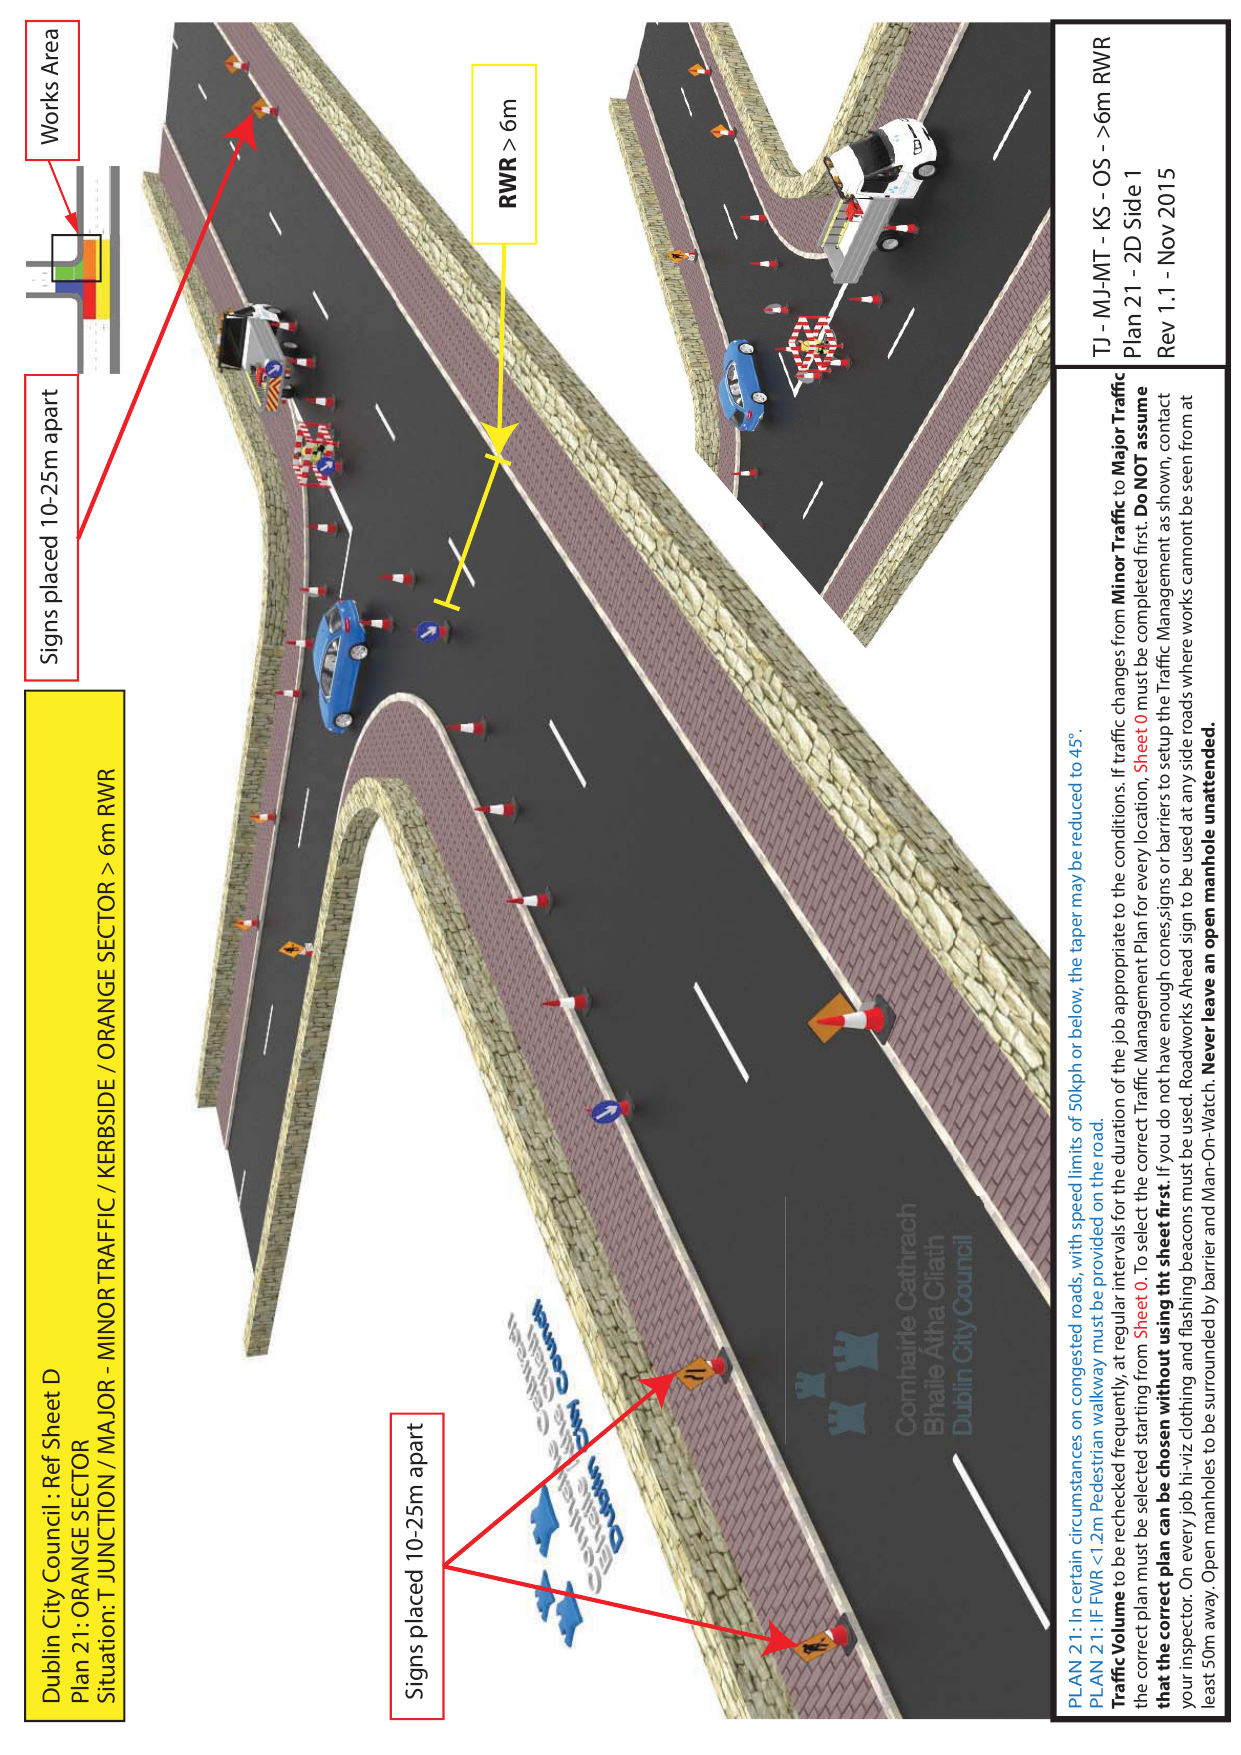 Dublin City Council : Ref Sheet D
Plan 21: ORANGE SECTOR
Situation: T JUNCTION / MAJOR - MINOR TRAFFIC / KERBSIDE / ORANGE SECTOR > 6m RWR
Signs placed 10-25m apart
Works Area
RWR > 6m
Signs placed 10-25m apart
Comhairle Cathrach
Bhaile Átha Cliath
Dublin City Council
Comhairle Cathrach
Bhaile Átha Cliath
Dublin City Council
PLAN 21: In certain circumstances on congested roads, with speed limits of 50kph or below, the taper may be reduced to 45°.
PLAN 21: IF FWR <1.2m Pedestrian walkway must be provided on the road.
Traffic Volume to be rechecked frequently, at regular intervals for the duration of the job appropriate to the conditions. If traffic changes from Minor Traffic to Major Traffic
the correct plan must be selected starting from Sheet 0. To select the correct Traffic Management Plan for every location, Sheet 0 must be completed first. Do NOT assume
that the correct plan can be chosen without using tht sheet first. If you do not have enough cones,signs or barriers to setup the Traffic Management as shown, contact
your inspector. On every job hi-viz clothing and flashing beacons must be used. Roadworks Ahead sign to be used at any side roads where works cannont be seen from at
least 50m away. Open manholes to be surrounded by barrier and Man-On-Watch. Never leave an open manhole unattended.
TJ - MJ-MT - KS - OS - >6m RWR
Plan 21 - 2D Side 1
Rev 1.1 - Nov 2015